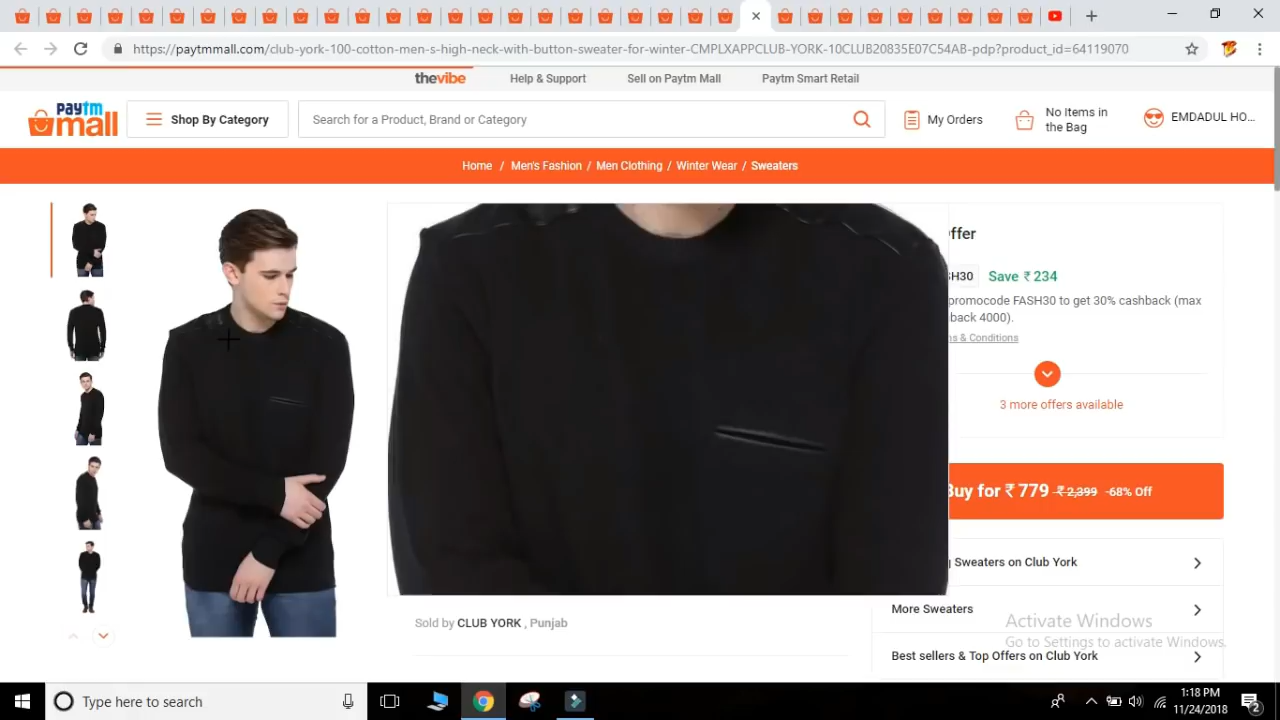 https://paytmmall.com/club-york-100-cotton-men-s-high-neck-with-button-sweater-for-winter-CMPLXAPPCLUB-YORK-10CLUB20835E07C54AB-pdp?product_id=64119070
thevibe Help & Support Sell on Paytm Mall Paytm Smart Retail
paytm mall
Shop By Category
Search for a Product, Brand or Category
My Orders
No Items in the Bag
EMDADUL HO...
Home / Men's Fashion / Men Clothing / Winter Wear / Sweaters
ffer
H30 Save ₹ 234
promocode FASH30 to get 30% cashback (max
back 4000).
& Conditions
3 more offers available
Buy for ₹ 779 ₹ 2,399 -68% Off
Sweaters on Club York
More Sweaters
Best sellers & Top Offers on Club York
Sold by CLUB YORK , Punjab
Activate Windows
Go to Settings to activate Windows.
Type here to search
1:18 PM
11/24/2018
2